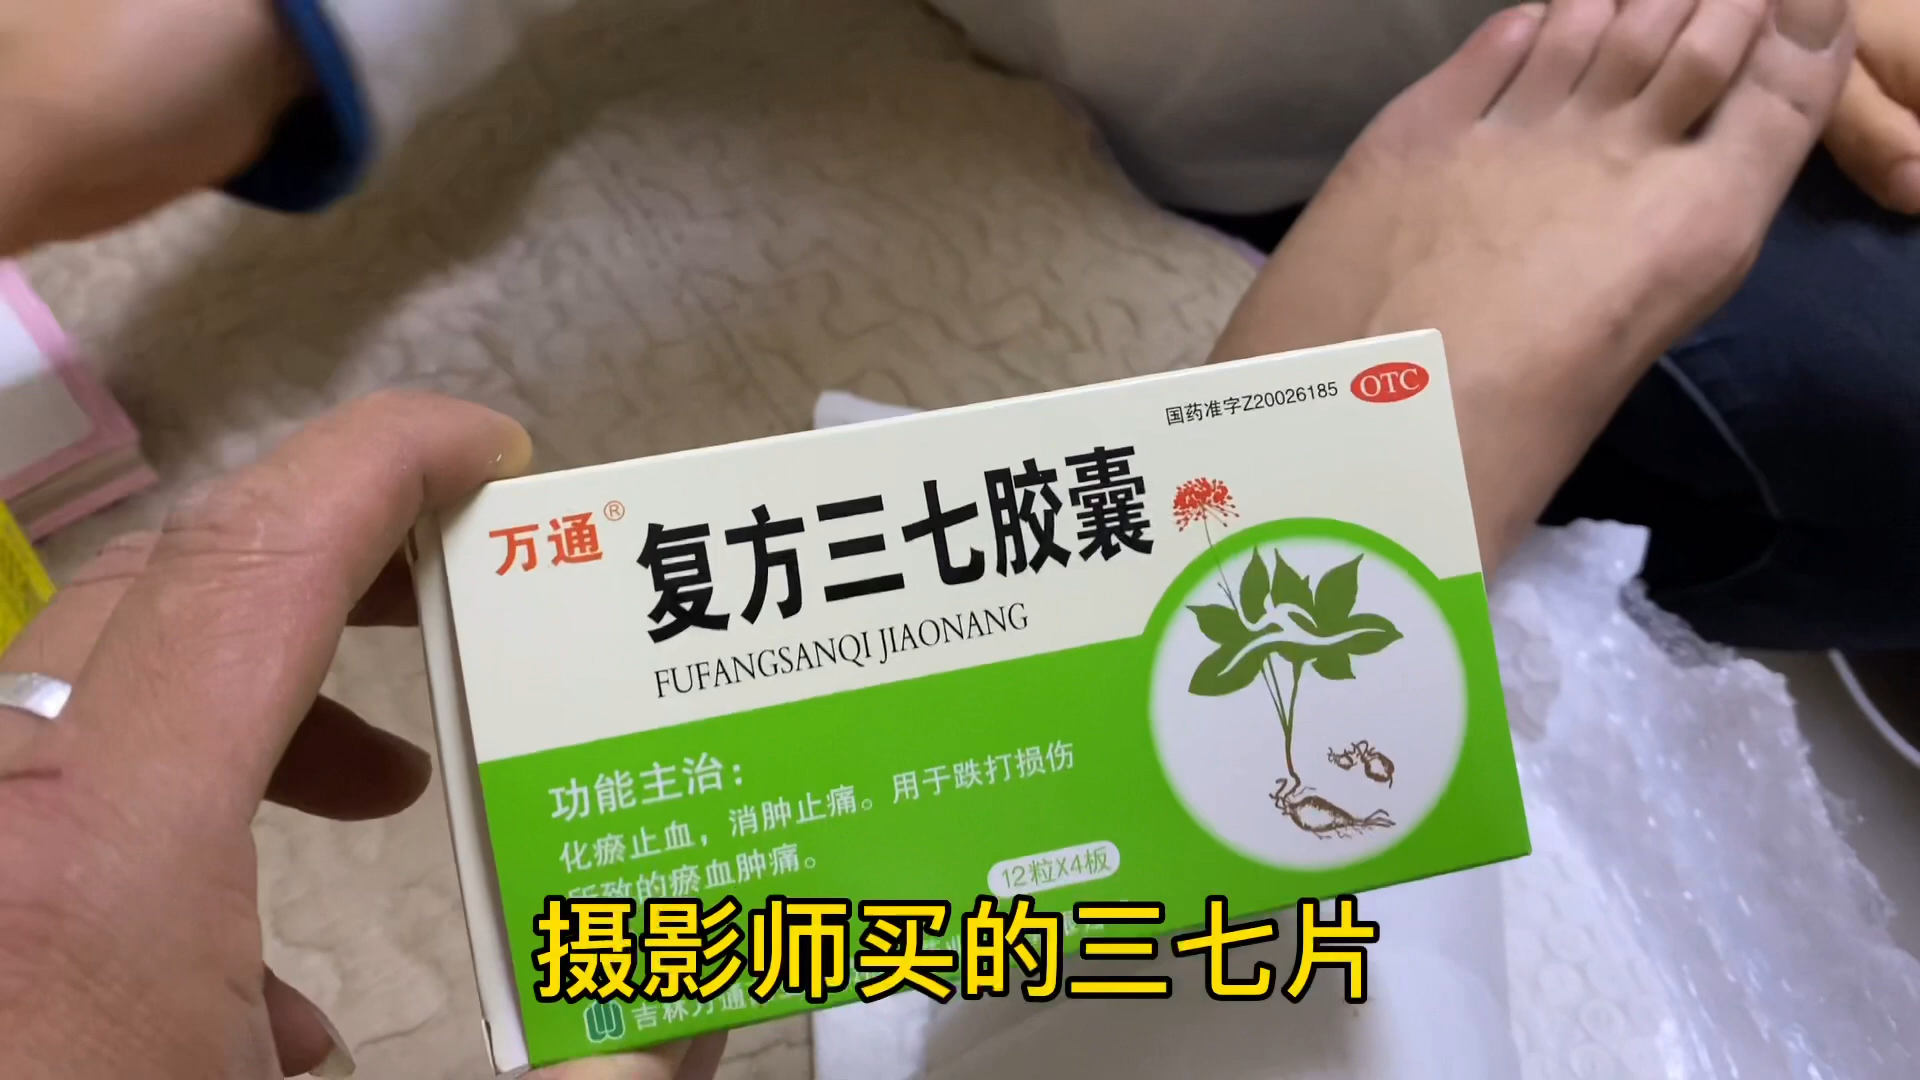 国药准字Z20026185 OTC
万通® 复方三七胶囊
FUFANGSANQI JIAONANG
功能主治：
化瘀止血，消肿止痛。用于跌打损伤
所致的瘀血肿痛。
12粒X4板
摄影师买的三七片
吉林万通